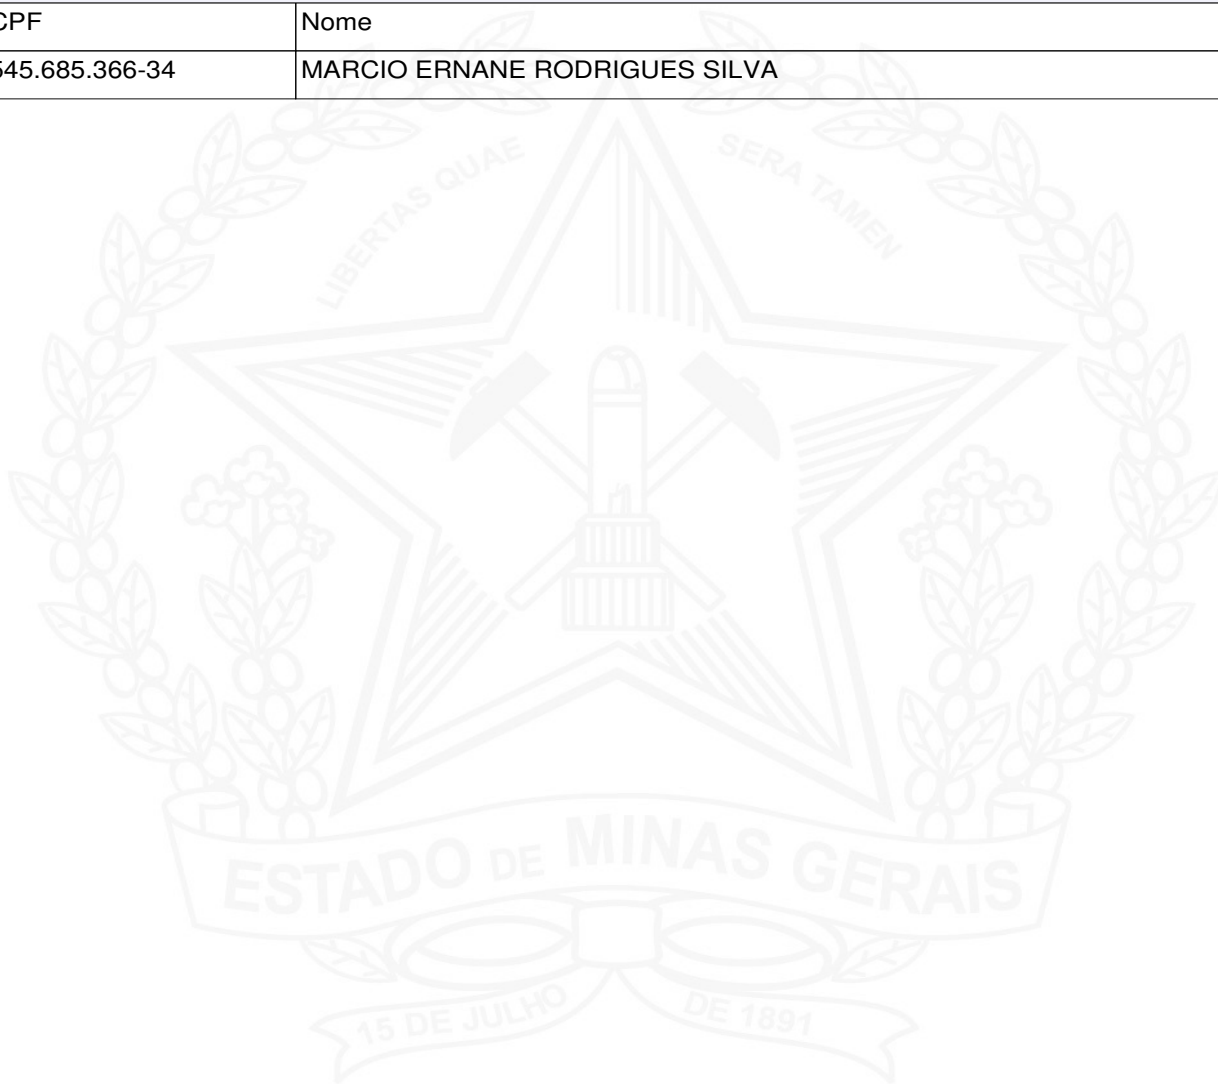 CPF Nome
545.685.366-34 MARCIO ERNANE RODRIGUES SILVA
LIBERTAS QUAE SERA TAMEN
ESTADO DE MINAS GERAIS
15 DE JULHO DE 1891